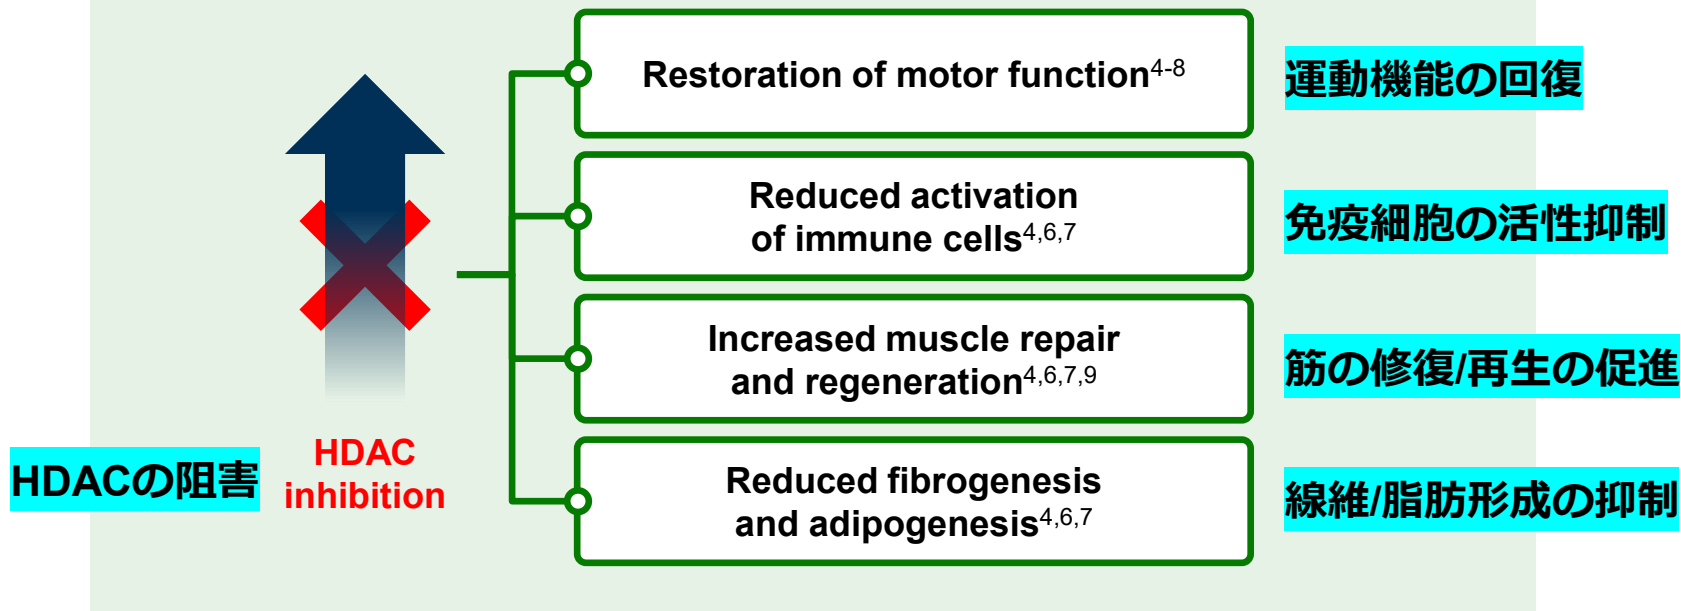 Restoration of motor function4-8
運動機能の回復
Reduced activation
of immune cells4,6,7
免疫細胞の活性抑制
Increased muscle repair
and regeneration4,6,7,9
筋の修復/再生の促進
HDACの阻害
HDAC
inhibition
Reduced fibrogenesis
and adipogenesis4,6,7
線維/脂肪形成の抑制